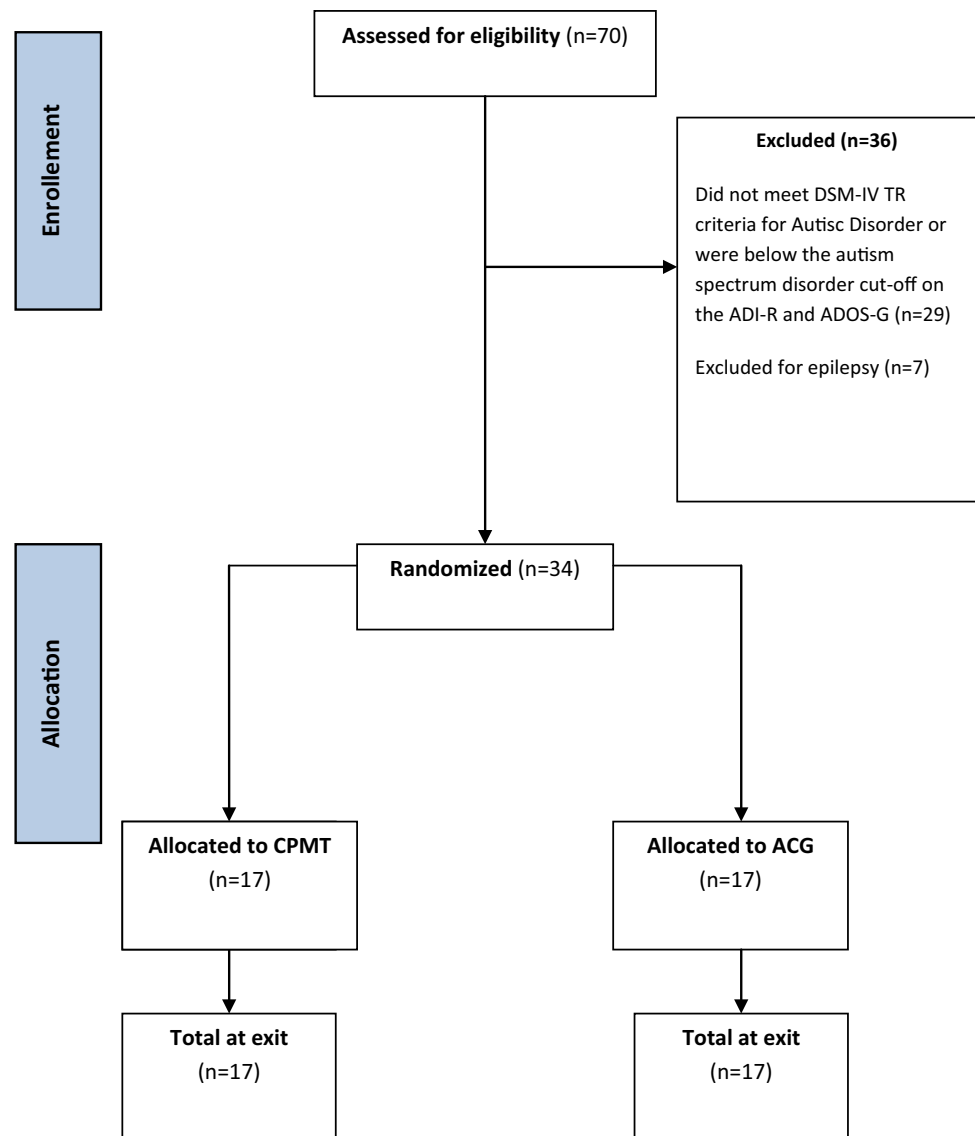 Enrollement
Assessed for eligibility (n=70)
Excluded (n=36)
Did not meet DSM-IV TR
criteria for Autisc Disorder or
were below the autism
spectrum disorder cut-off on
the ADI-R and ADOS-G (n=29)
Excluded for epilepsy (n=7)
Allocation
Randomized (n=34)
Allocated to CPMT
(n=17)
Allocated to ACG
(n=17)
Total at exit
(n=17)
Total at exit
(n=17)